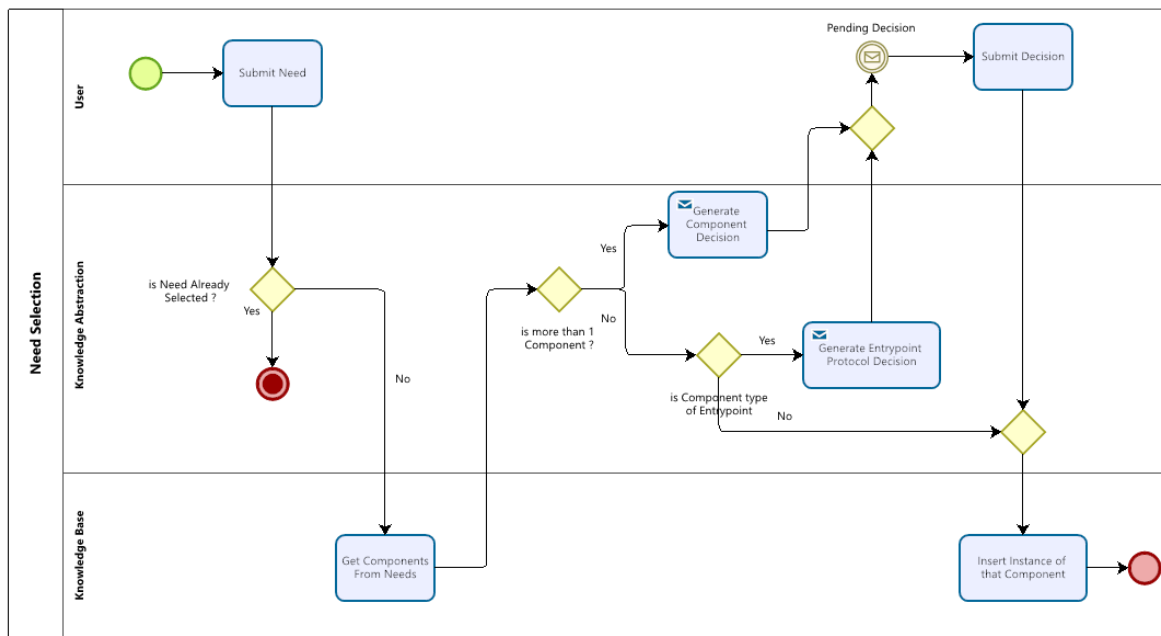 Need Selection
User
Knowledge Abstraction
Knowledge Base
Submit Need
Pending Decision
Submit Decision
is Need Already
Selected ?
Yes
No
Generate
Component
Decision
Yes
is more than 1
Component ?
No
Yes
Generate Entrypoint
Protocol Decision
is Component type
of Entrypoint
No
Get Components
From Needs
Insert Instance of
that Component